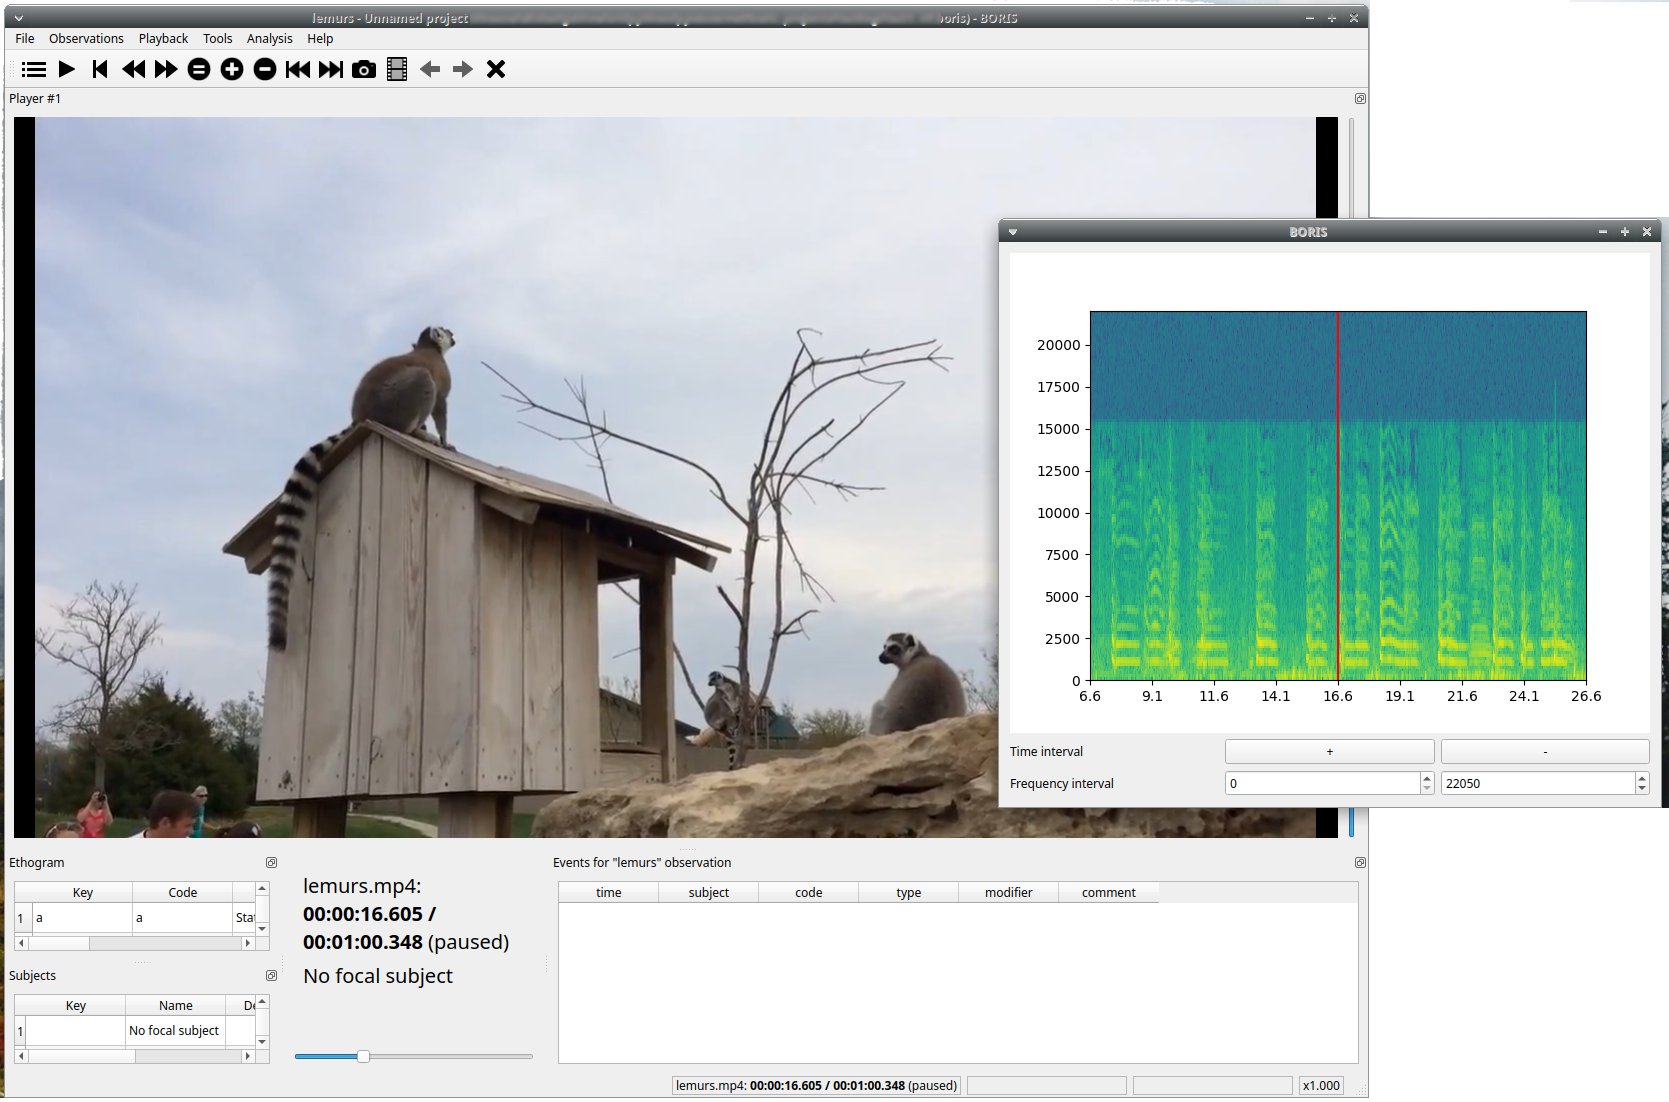 lemurs - Unnamed project
boris) - BORIS
File Observations Playback Tools Analysis Help
Player #1
BORIS
20000
17500
15000
12500
10000
7500
5000
2500
0
6.6 9.1 11.6 14.1 16.6 19.1 21.6 24.1 26.6
Time interval + -
Frequency interval 0 22050
Ethogram
Key Code
1 a a Sta
lemurs.mp4:
00:00:16.605 /
00:01:00.348 (paused)
No focal subject
Subjects
Key Name De
1 No focal subject
Events for "lemurs" observation
time subject code type modifier comment
lemurs.mp4: 00:00:16.605 / 00:01:00.348 (paused)
x1.000